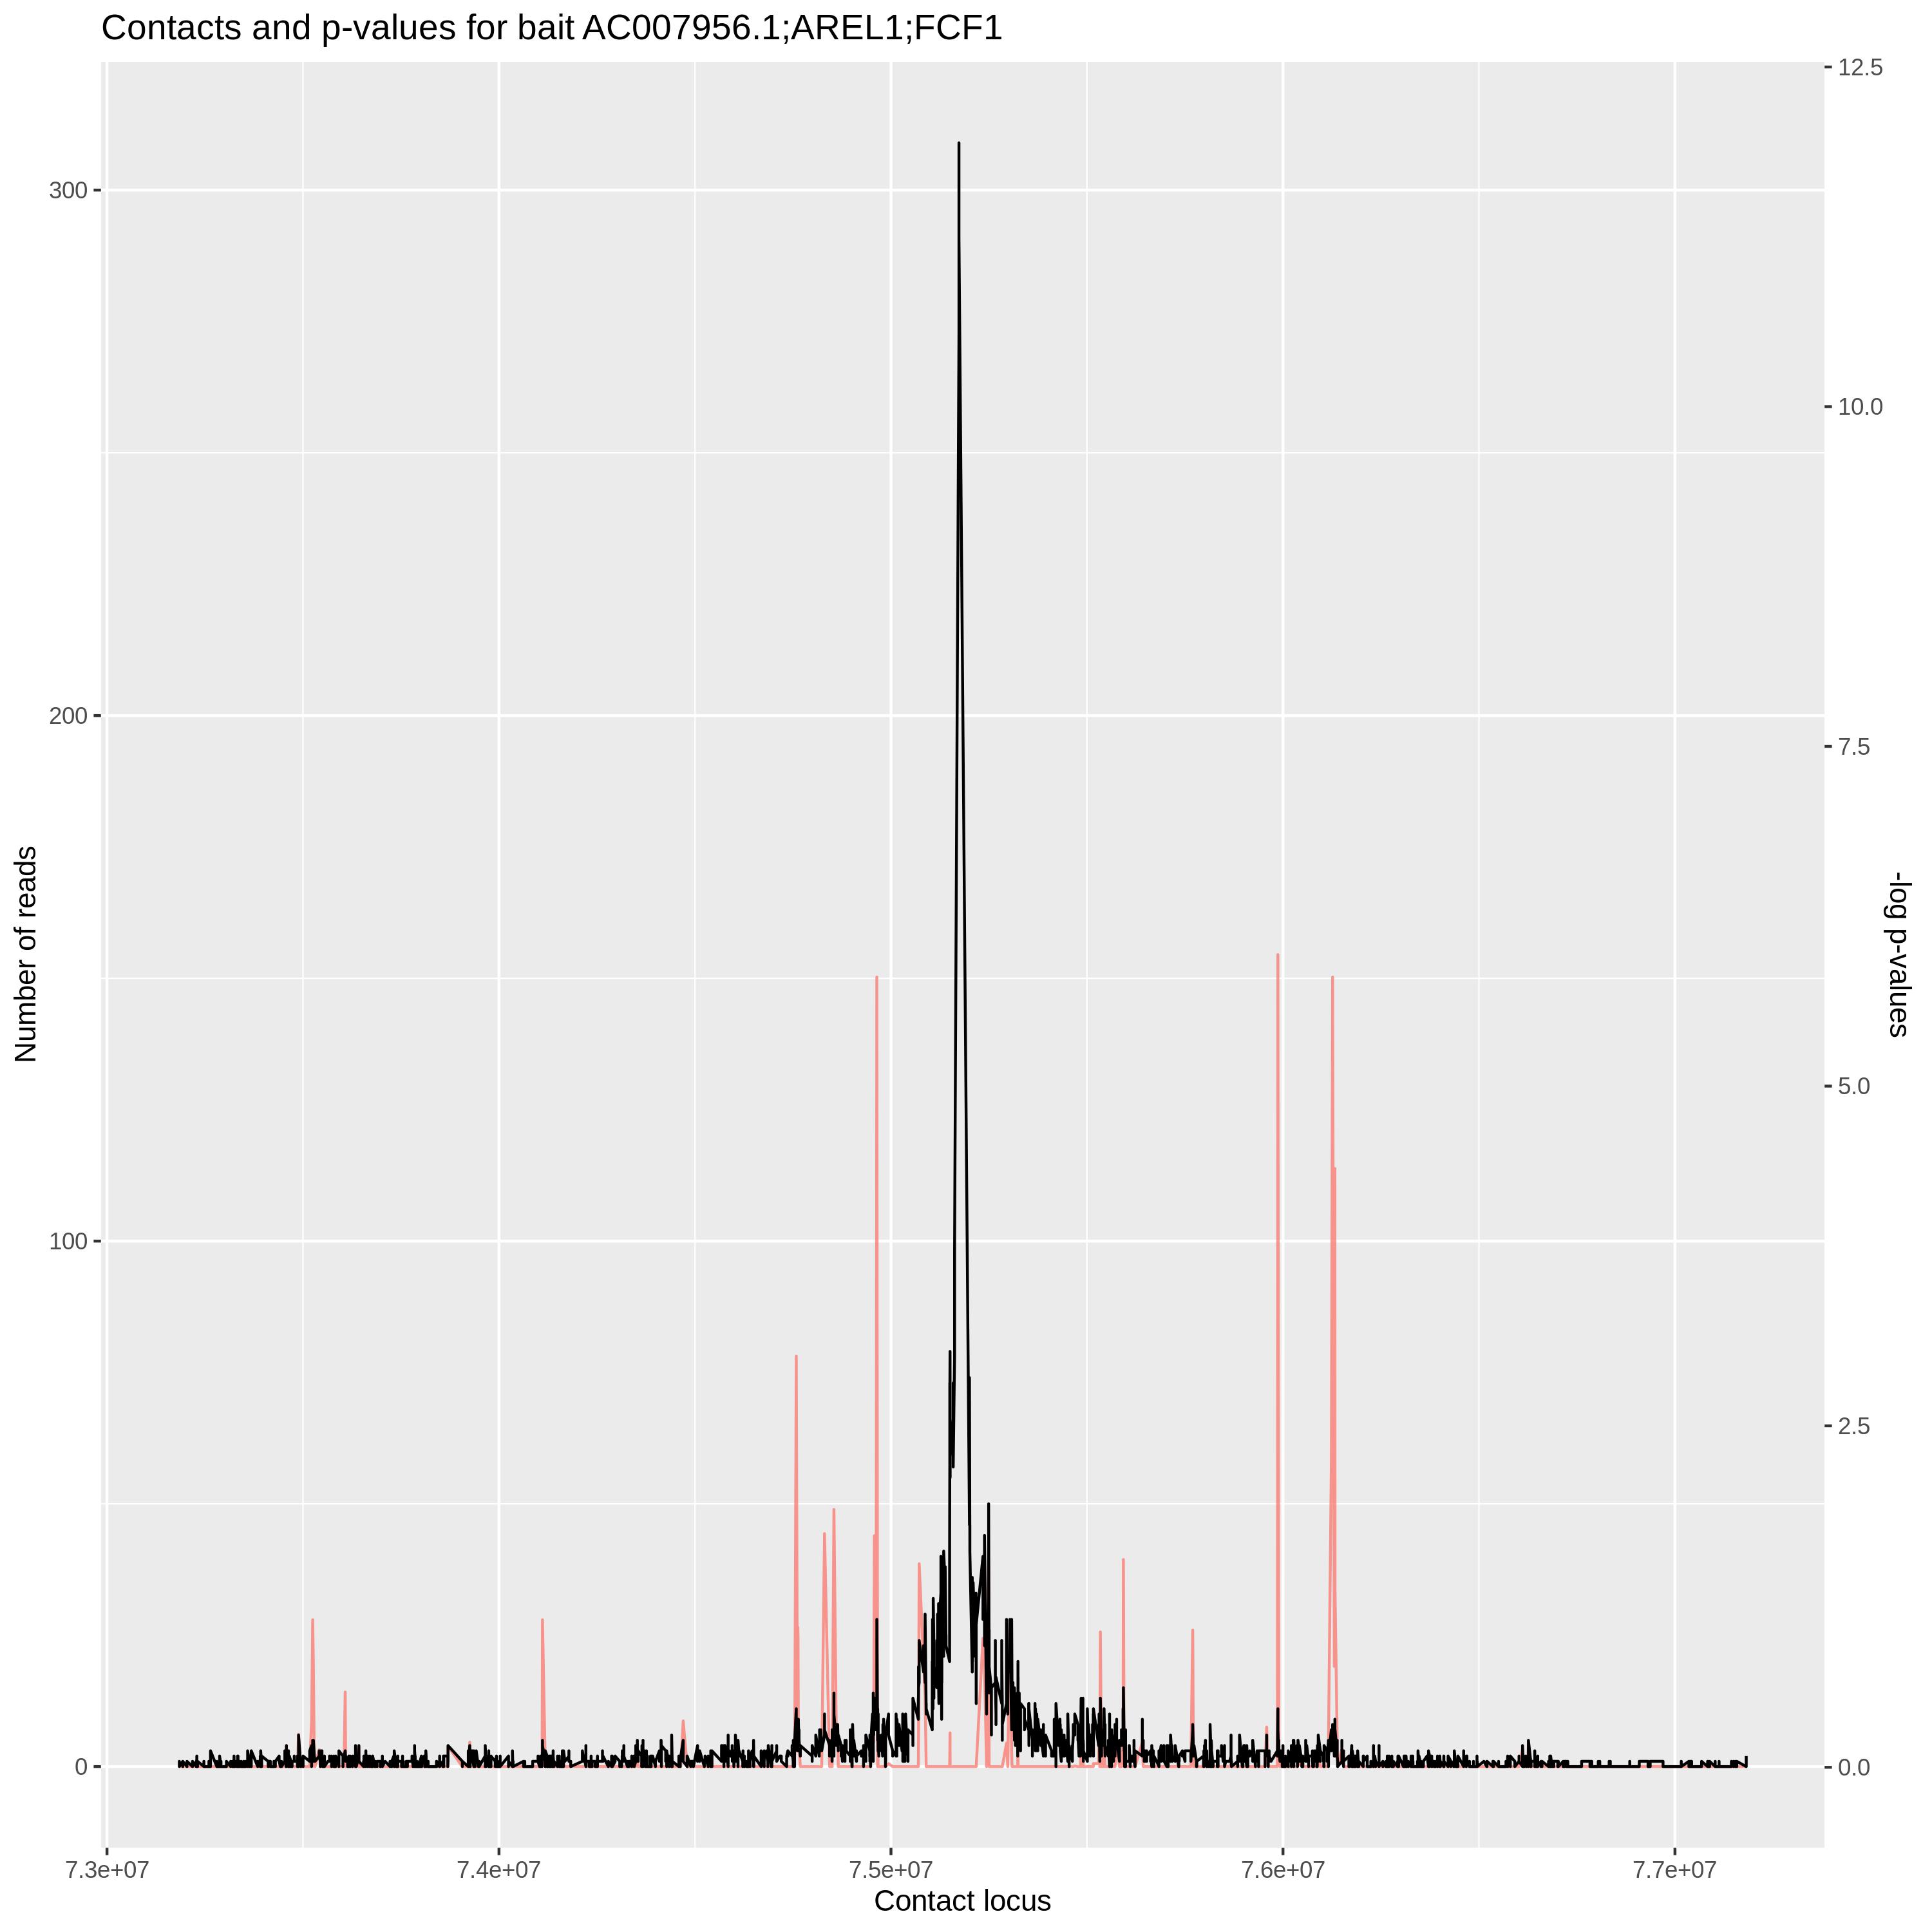 Contacts and p-values for bait AC007956.1;AREL1;FCF1
12.5
300
10.0
200
7.5
Number of reads
-log p-values
5.0
100
2.5
0
0.0
7.3e+07 7.4e+07 7.5e+07 7.6e+07 7.7e+07
Contact locus